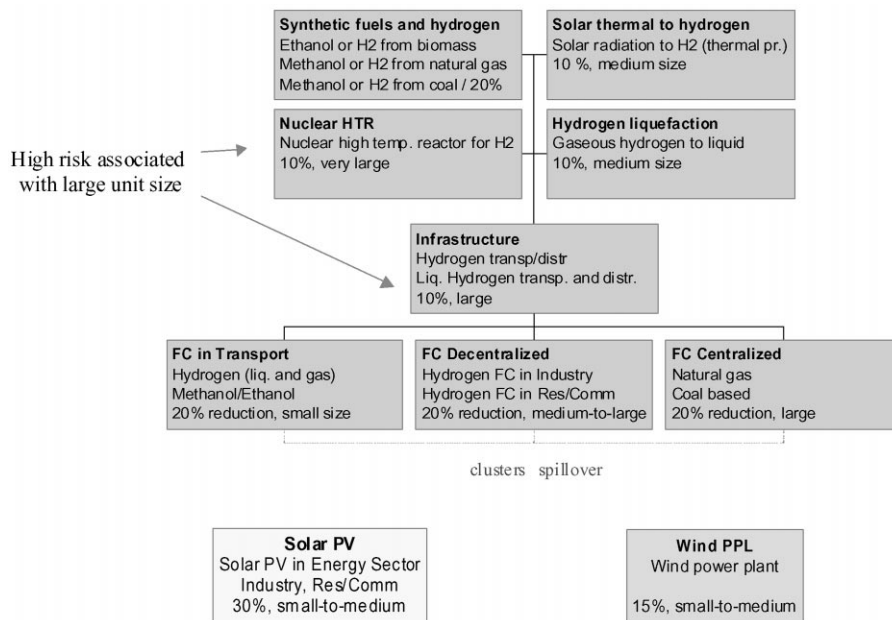 Synthetic fuels and hydrogen
Ethanol or H2 from biomass
Methanol or H2 from natural gas
Methanol or H2 from coal / 20%
Solar thermal to hydrogen
Solar radiation to H2 (thermal pr.)
10 %, medium size
Nuclear HTR
Nuclear high temp. reactor for H2
10%, very large
Hydrogen liquefaction
Gaseous hydrogen to liquid
10%, medium size
High risk associated
with large unit size
Infrastructure
Hydrogen transp/distr
Liq. Hydrogen transp. and distr.
10%, large
FC in Transport
Hydrogen (liq. and gas)
Methanol/Ethanol
20% reduction, small size
FC Decentralized
Hydrogen FC in Industry
Hydrogen FC in Res/Comm
20% reduction, medium-to-large
FC Centralized
Natural gas
Coal based
20% reduction, large
clusters spillover
Solar PV
Solar PV in Energy Sector
Industry, Res/Comm
30%, small-to-medium
Wind PPL
Wind power plant
15%, small-to-medium